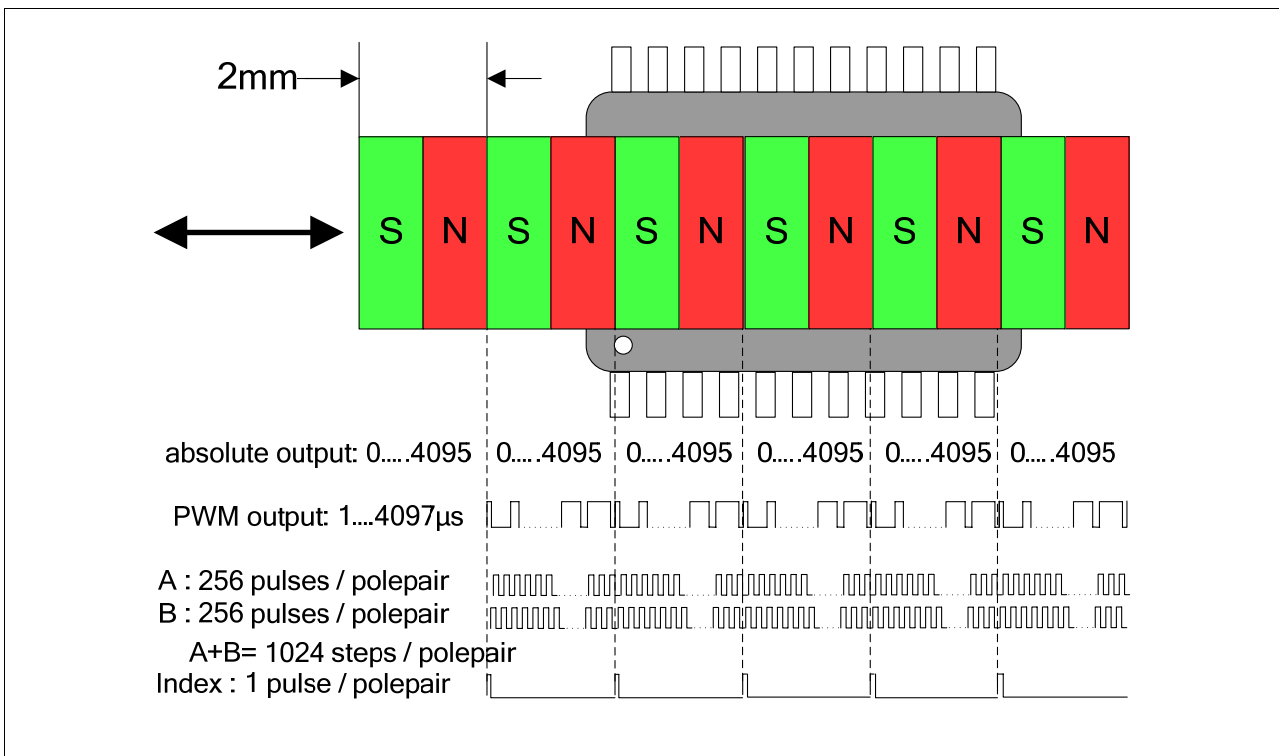 2mm
S N S N S N S N S N S N
absolute output: 0.....4095 0.....4095 0.....4095 0.....4095 0.....4095 0.....4095
PWM output: 1....4097µs
A : 256 pulses / polepair
B : 256 pulses / polepair
A+B= 1024 steps / polepair
Index : 1 pulse / polepair